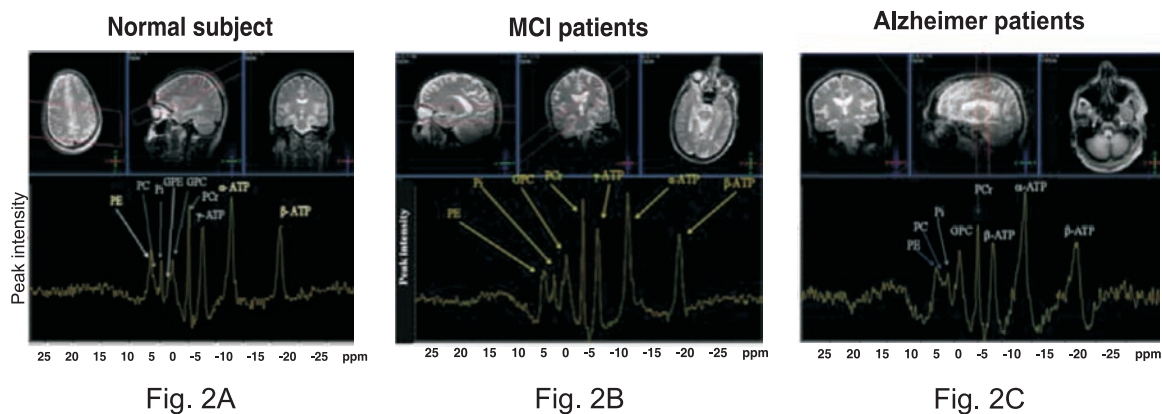 Normal subject
MCI patients
Alzheimer patients
Peak intensity
PE
PC
Pi
GPE
GPC
PCr
γ-ATP
α-ATP
β-ATP
25 20 15 10 5 0 -5 -10 -15 -20 -25 ppm
Fig. 2A
Peak intensity
PE
Pi
GPC
PCr
γ-ATP
α-ATP
β-ATP
25 20 15 10 5 0 -5 -10 -15 -20 -25 ppm
Fig. 2B
PE
PC
Pi
GPC
PCr
β-ATP
α-ATP
β-ATP
25 20 15 10 5 0 -5 -10 -15 -20 -25 ppm
Fig. 2C